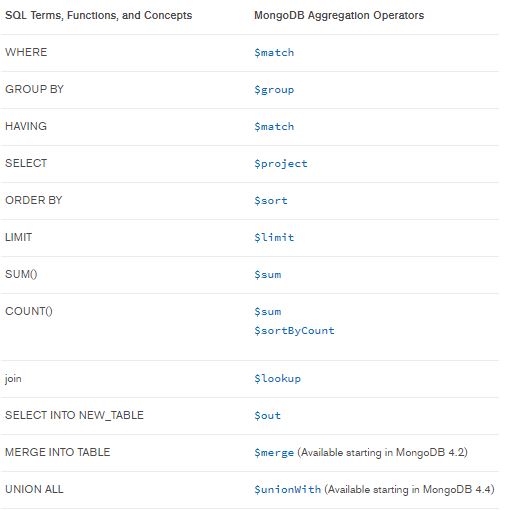 SQL Terms, Functions, and Concepts MongoDB Aggregation Operators
WHERE $match
GROUP BY $group
HAVING $match
SELECT $project
ORDER BY $sort
LIMIT $limit
SUM() $sum
COUNT() $sum
$sortByCount
join $lookup
SELECT INTO NEW_TABLE $out
MERGE INTO TABLE $merge (Available starting in MongoDB 4.2)
UNION ALL $unionWith (Available starting in MongoDB 4.4)